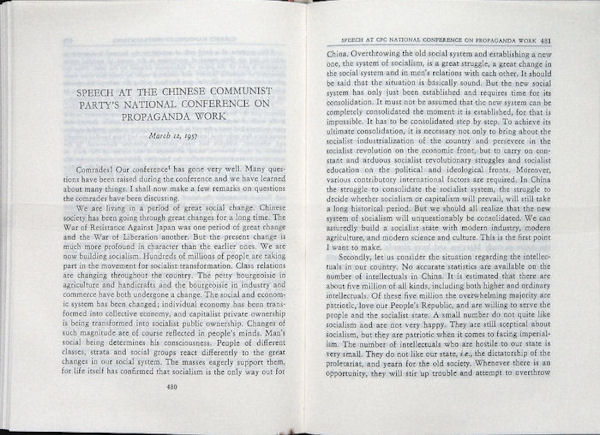 SPEECH AT THE CHINESE COMMUNIST
PARTY'S NATIONAL CONFERENCE ON
PROPAGANDA WORK
March 12, 1957
Comrades! Our conference¹ has gone very well. Many ques-
tions have been raised during the conference and we have learned
about many things. I shall now make a few remarks on questions
the comrades have been discussing.
We are living in a period of great social change. Chinese
society has been going through great changes for a long time. The
War of Resistance Against Japan was one period of great change
and the War of Liberation another. But the present change is
much more profound in character than the earlier ones. We are
now building socialism. Hundreds of millions of people are taking
part in the movement for socialist transformation. Class relations
are changing throughout the country. The petty bourgeoisie in
agriculture and handicrafts and the bourgeoisie in industry and
commerce have both undergone a change. The social and econom-
ic system has been changed; individual economy has been trans-
formed into collective economy, and capitalist private ownership
is being transformed into socialist public ownership. Changes of
such magnitude are of course reflected in people's minds. Man's
social being determines his consciousness. People of different
classes, strata and social groups react differently to the great
changes in our social system. The masses eagerly support them,
for life itself has confirmed that socialism is the only way out for
480
SPEECH AT CPC NATIONAL CONFERENCE ON PROPAGANDA WORK 481
China. Overthrowing the old social system and establishing a new
one, the system of socialism, is a great struggle, a great change in
the social system and in men's relations with each other. It should
be said that the situation is basically sound. But the new social
system has only just been established and requires time for its
consolidation. It must not be assumed that the new system can be
completely consolidated the moment it is established, for that is
impossible. It has to be consolidated step by step. To achieve its
ultimate consolidation, it is necessary not only to bring about the
socialist industrialization of the country and persevere in the
socialist revolution on the economic front, but to carry on con-
stant and arduous socialist revolutionary struggles and socialist
education on the political and ideological fronts. Moreover,
various contributory international factors are required. In China
the struggle to consolidate the socialist system, the struggle to
decide whether socialism or capitalism will prevail, will still take
a long historical period. But we should all realize that the new
system of socialism will unquestionably be consolidated. We can
assuredly build a socialist state with modern industry, modern
agriculture, and modern science and culture. This is the first point
I want to make.
Secondly, let us consider the situation regarding the intellec-
tuals in our country. No accurate statistics are available on the
number of intellectuals in China. It is estimated that there are
about five million of all kinds, including both higher and ordinary
intellectuals. Of these five million the overwhelming majority are
patriotic, love our People's Republic, and are willing to serve the
people and the socialist state. A small number do not quite like
socialism and are not very happy. They are still sceptical about
socialism, but they are patriotic when it comes to facing imperial-
ism. The number of intellectuals who are hostile to our state is
very small. They do not like our state, i.e., the dictatorship of the
proletariat, and yearn for the old society. Whenever there is an
opportunity, they will stir up trouble and attempt to overthrow